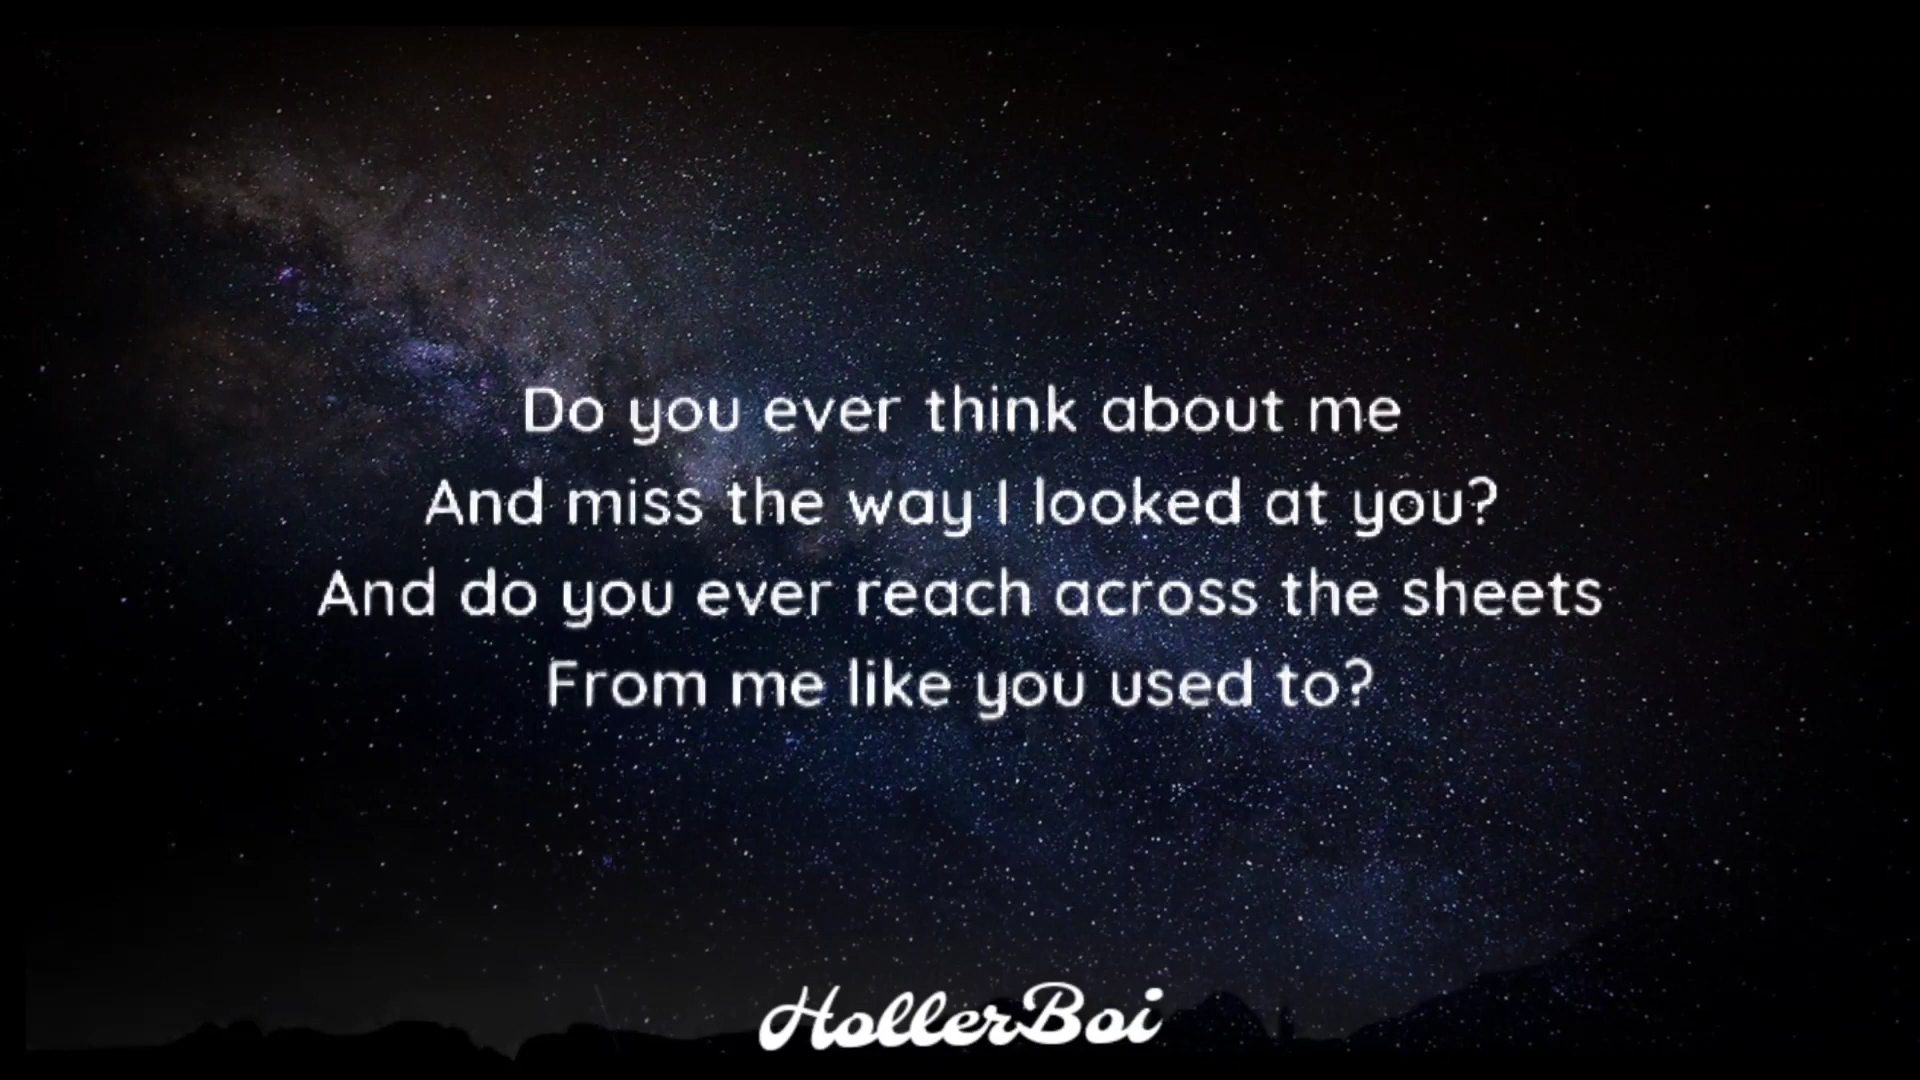 Do you ever think about me
And miss the way I looked at you?
And do you ever reach across the sheets
From me like you used to?
HollerBoi